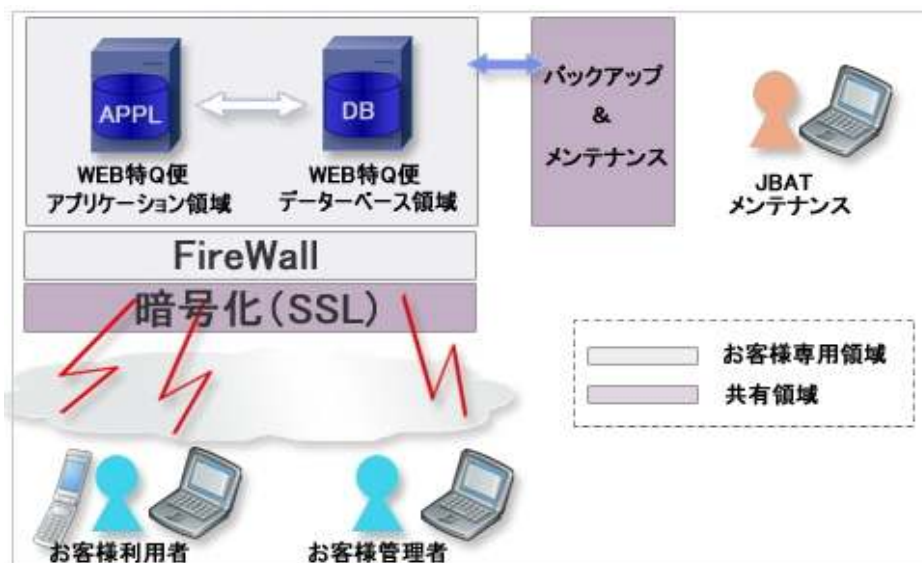 APPL
DB
WEB特Q便
アプリケーション領域
WEB特Q便
データーベース領域
バックアップ
&
メンテナンス
JBAT
メンテナンス
FireWall
暗号化(SSL)
お客様専用領域
共有領域
お客様利用者
お客様管理者